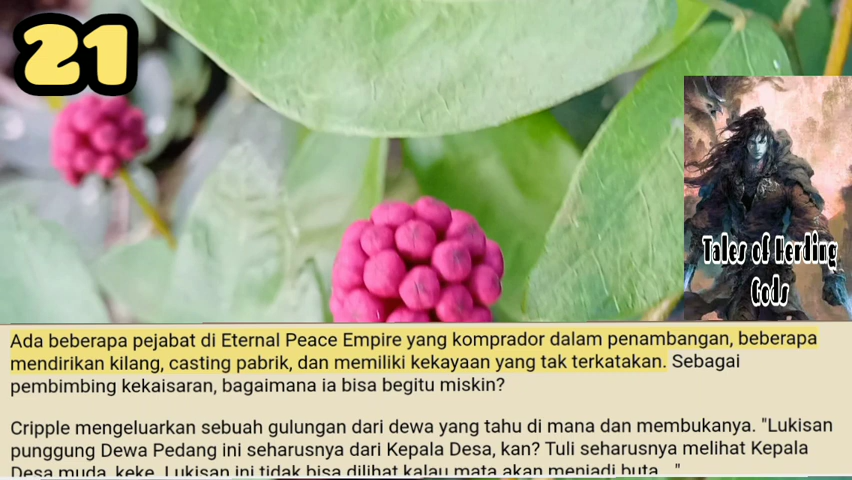 21
Tales of Herding
Gods
Ada beberapa pejabat di Eternal Peace Empire yang komprador dalam penambangan, beberapa
mendirikan kilang, casting pabrik, dan memiliki kekayaan yang tak terkatakan. Sebagai
pembimbing kekaisaran, bagaimana ia bisa begitu miskin?
Cripple mengeluarkan sebuah gulungan dari dewa yang tahu di mana dan membukanya. "Lukisan
punggung Dewa Pedang ini seharusnya dari Kepala Desa, kan? Tuli seharusnya melihat Kepala
Desa muda, keke. Lukisan ini tidak bisa dilihat kalau mata akan menjadi buta..."